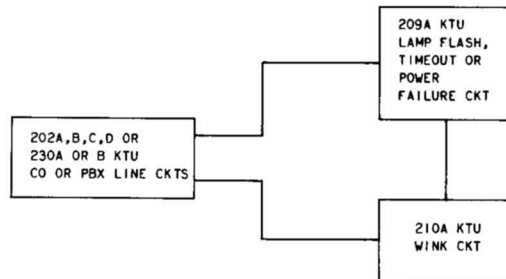 209A KTU
LAMP FLASH,
TIMEOUT OR
POWER
FAILURE CKT
202A,B,C,D OR
230A OR B KTU
CO OR PBX LINE CKTS
210A KTU
WINK CKT